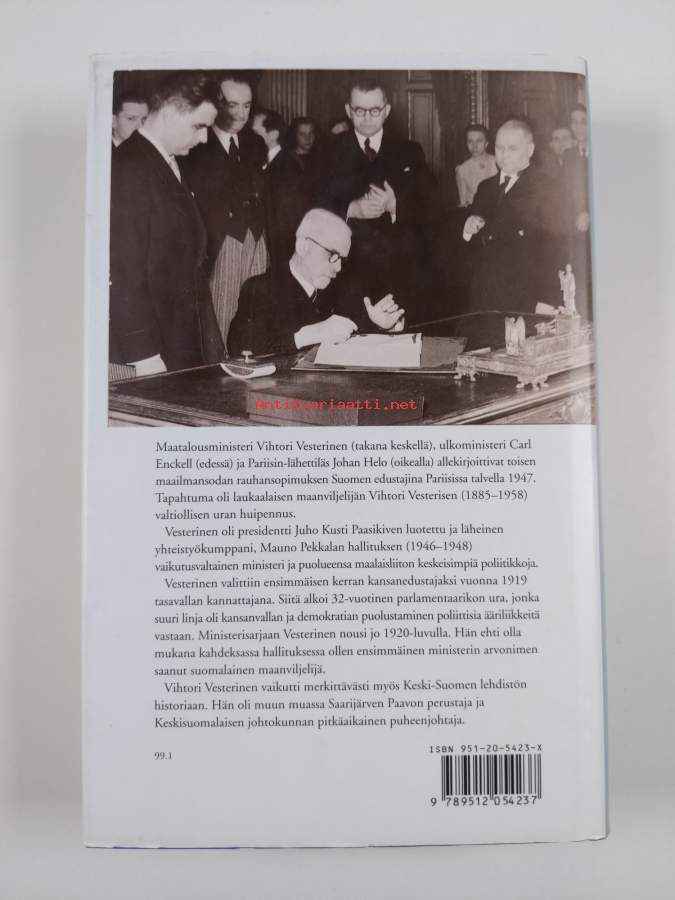 Antikvariaatti.net
Maatalousministeri Vihtori Vesterinen (takana keskellä), ulkoministeri Carl
Enckell (edessä) ja Pariisin-lähettiläs Johan Helo (oikealla) allekirjoittivat toisen
maailmansodan rauhansopimuksen Suomen edustajina Pariisissa talvella 1947.
Tapahtuma oli laukaalaisen maanviljelijän Vihtori Vesterisen (1885–1958)
valtiollisen uran huipennus.
Vesterinen oli presidentti Juho Kusti Paasikiven luotettu ja läheinen
yhteistyökumppani, Mauno Pekkalan hallituksen (1946–1948)
vaikutusvaltainen ministeri ja puolueensa maalaisliiton keskeisimpiä poliitikkoja.
Vesterinen valittiin ensimmäisen kerran kansanedustajaksi vuonna 1919
tasavallan kannattajana. Siitä alkoi 32-vuotinen parlamentaarikon ura, jonka
suuri linja oli kansanvallan ja demokratian puolustaminen poliittisia ääriliikkeitä
vastaan. Ministerisarjaan Vesterinen nousi jo 1920-luvulla. Hän ehti olla
mukana kahdeksassa hallituksessa ollen ensimmäinen ministerin arvonimen
saanut suomalainen maanviljelijä.
Vihtori Vesterinen vaikutti merkittävästi myös Keski-Suomen lehdistön
historiaan. Hän oli muun muassa Saarijärven Paavon perustaja ja
Keskisuomalaisen johtokunnan pitkäaikainen puheenjohtaja.
99.1
ISBN 951-20-5423-X
9 789512 054237